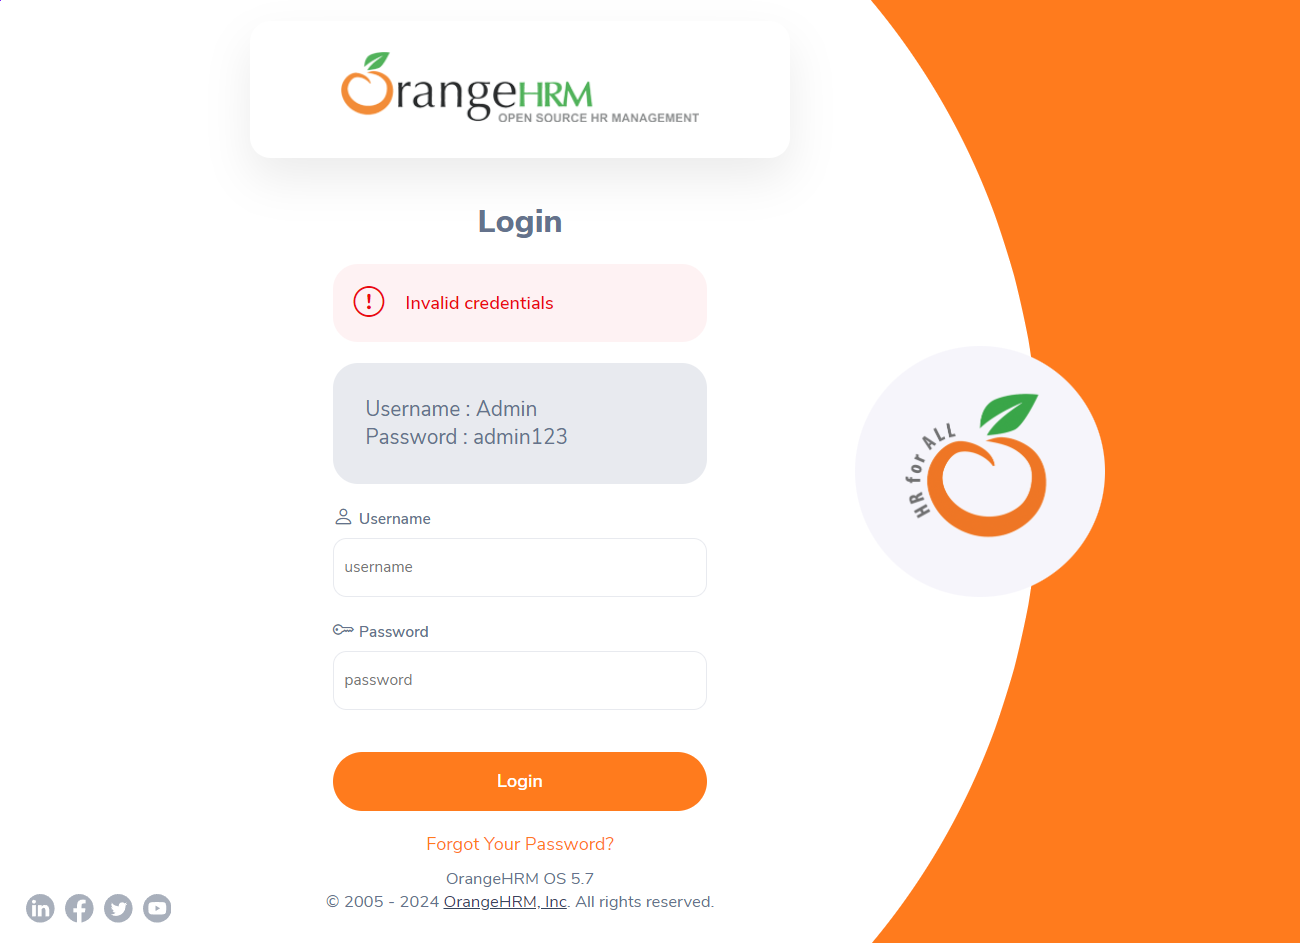 OrangeHRM
OPEN SOURCE HR MANAGEMENT
Login
Invalid credentials
Username : Admin
Password : admin123
Username
username
Password
password
Login
Forgot Your Password?
OrangeHRM OS 5.7
© 2005 - 2024 OrangeHRM, Inc. All rights reserved.
in
HR for ALL